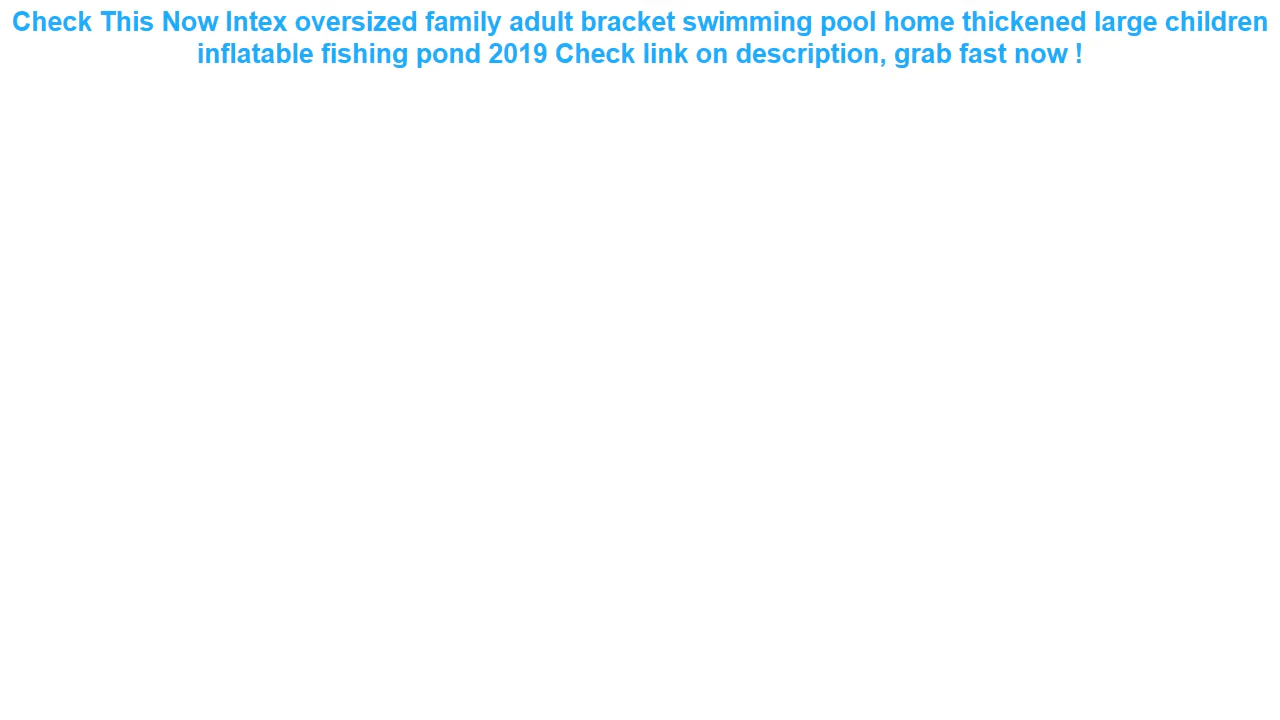 Check This Now Intex oversized family adult bracket swimming pool home thickened large children
inflatable fishing pond 2019 Check link on description, grab fast now !